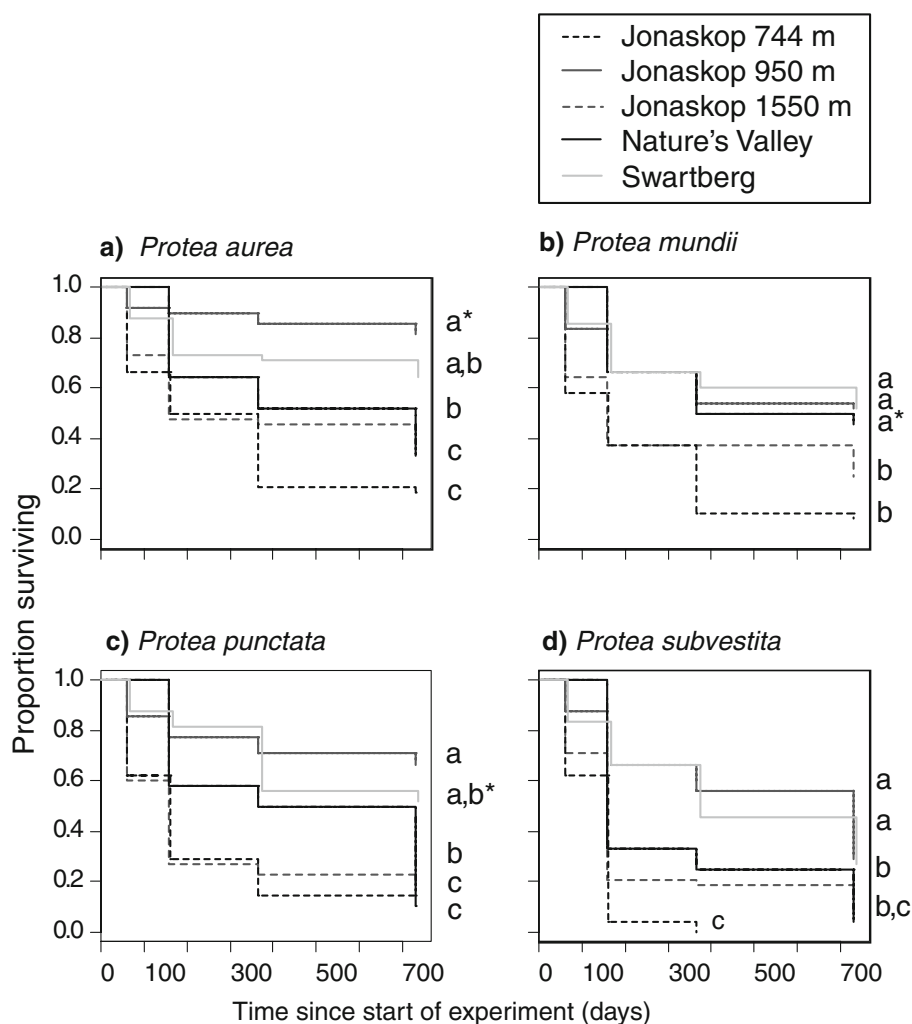 Jonaskop 744 m
Jonaskop 950 m
Jonaskop 1550 m
Nature's Valley
Swartberg
a) Protea aurea
b) Protea mundii
1.0
0.8
0.6
0.4
0.2
0.0
a*
a,b
b
c
c
a
a
a*
b
b
c) Protea punctata
d) Protea subvestita
1.0
0.8
0.6
0.4
0.2
0.0
a
a,b*
b
c
c
a
a
b
b,c
c
0 100 300 500 700
0 100 300 500 700
Proportion surviving
Time since start of experiment (days)